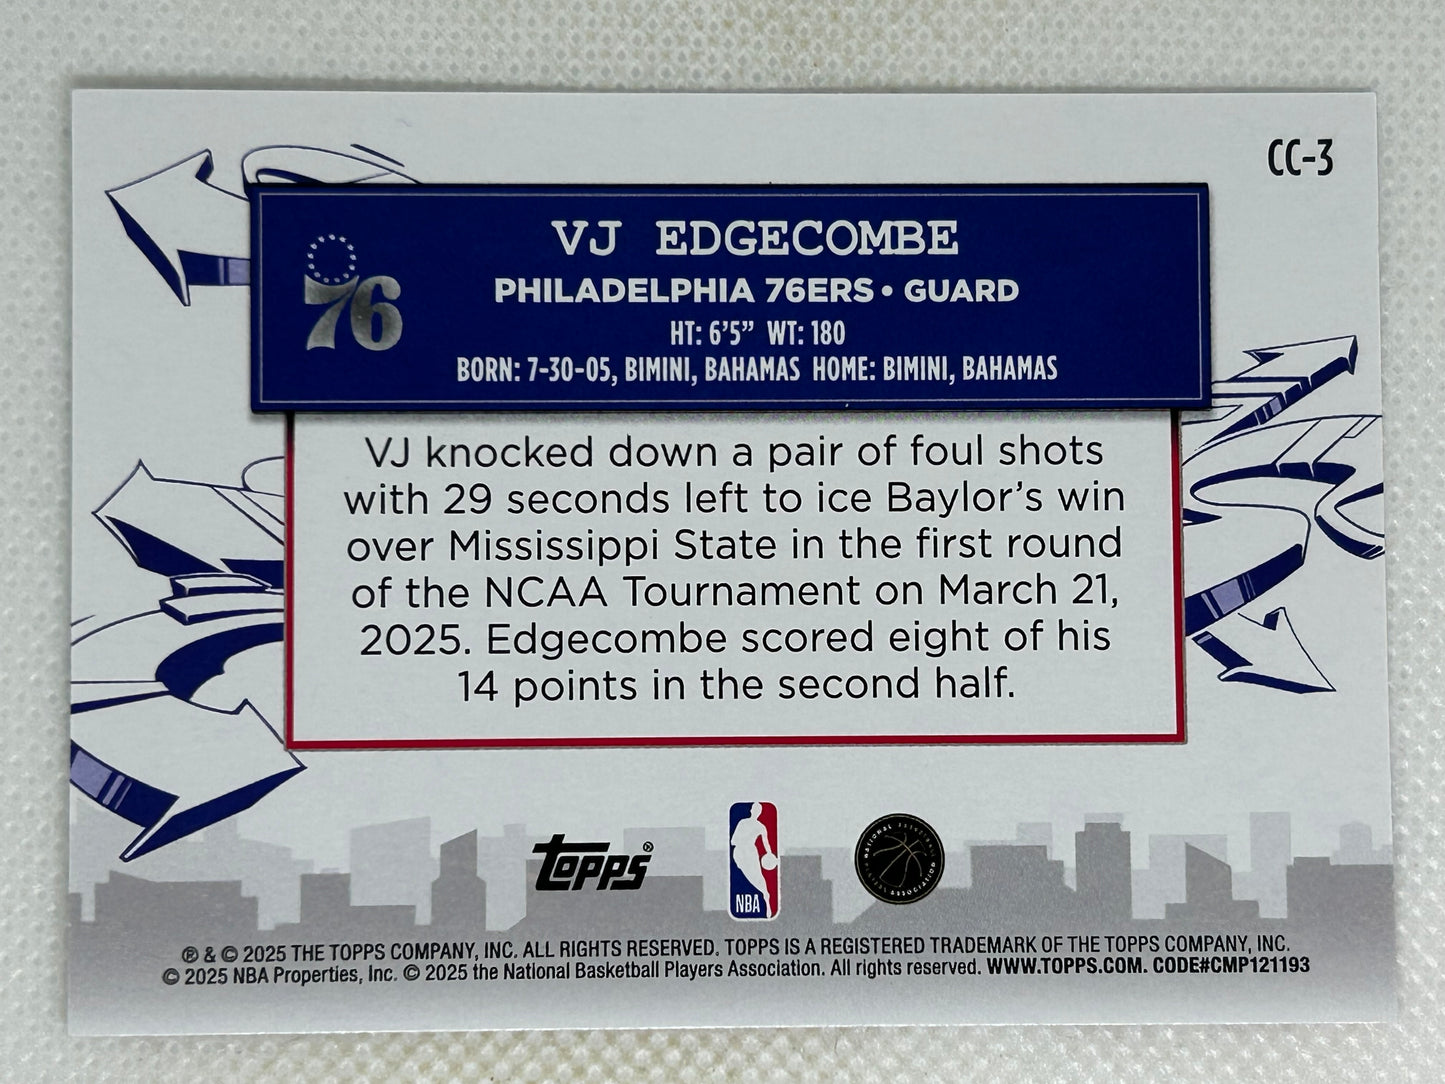 CC-3
VJ EDGECOMBE
76
PHILADELPHIA 76ERS • GUARD
HT: 6'5” WT: 180
BORN: 7-30-05, BIMINI, BAHAMAS HOME: BIMINI, BAHAMAS
VJ knocked down a pair of foul shots
with 29 seconds left to ice Baylor’s win
over Mississippi State in the first round
of the NCAA Tournament on March 21,
2025. Edgecombe scored eight of his
14 points in the second half.
topps®
NBA
NATIONAL BASKETBALL PLAYERS ASSOCIATION
® & © 2025 THE TOPPS COMPANY, INC. ALL RIGHTS RESERVED. TOPPS IS A REGISTERED TRADEMARK OF THE TOPPS COMPANY, INC.
© 2025 NBA Properties, Inc. © 2025 the National Basketball Players Association. All rights reserved. WWW.TOPPS.COM. CODE#CMP121193